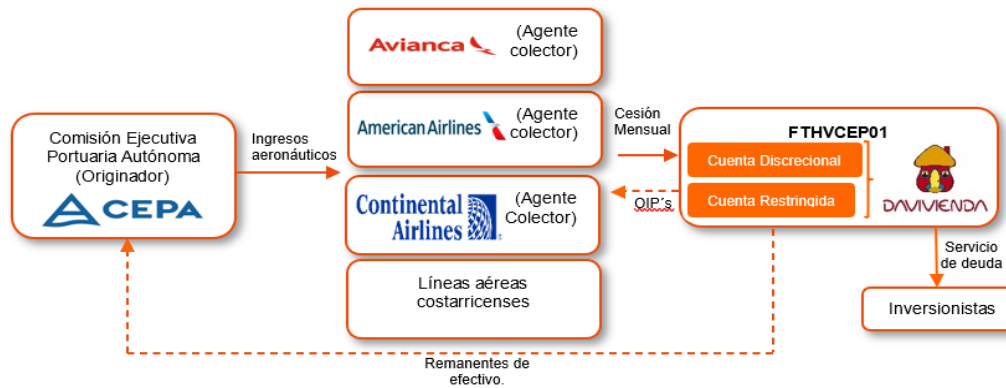 Comisión Ejecutiva
Portuaria Autónoma
(Originador)
CEPA
Ingresos
aeronáuticos
Avianca
(Agente
colector)
American Airlines
(Agente
colector)
Continental
Airlines
(Agente
Colector)
Líneas aéreas
costarricenses
Cesión
Mensual
OIP´s
FTHVCEP01
Cuenta Discrecional
Cuenta Restringida
DAVIVIENDA
Servicio
de deuda
Inversionistas
Remanentes de
efectivo.